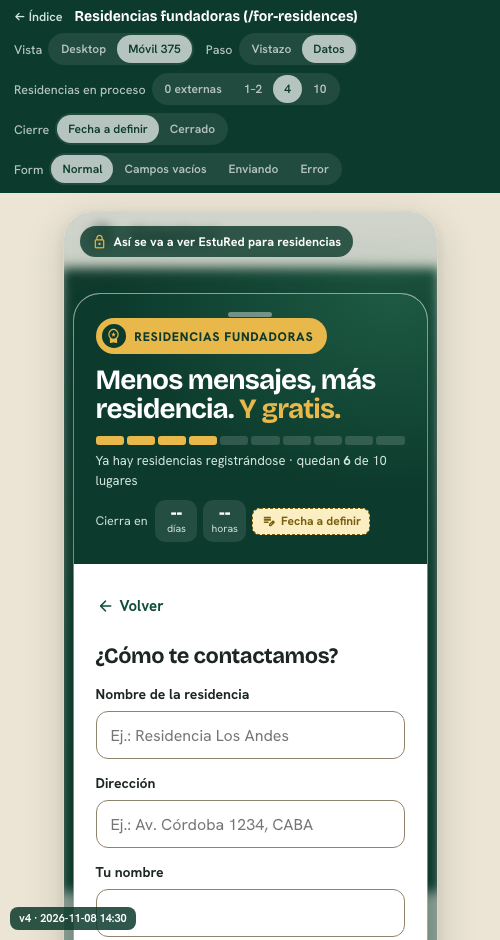 ← Índice Residencias fundadoras (/for-residences)
Vista Desktop Móvil 375 Paso Vistazo Datos
Residencias en proceso 0 externas 1–2 4 10
Cierre Fecha a definir Cerrado
Form Normal Campos vacíos Enviando Error
Así se va a ver EstuRed para residencias
RESIDENCIAS FUNDADORAS
Menos mensajes, más
residencia. Y gratis.
Ya hay residencias registrándose · quedan 6 de 10
lugares
Cierra en -- días -- horas Fecha a definir
← Volver
¿Cómo te contactamos?
Nombre de la residencia
Ej.: Residencia Los Andes
Dirección
Ej.: Av. Córdoba 1234, CABA
Tu nombre
v4 · 2026-11-08 14:30